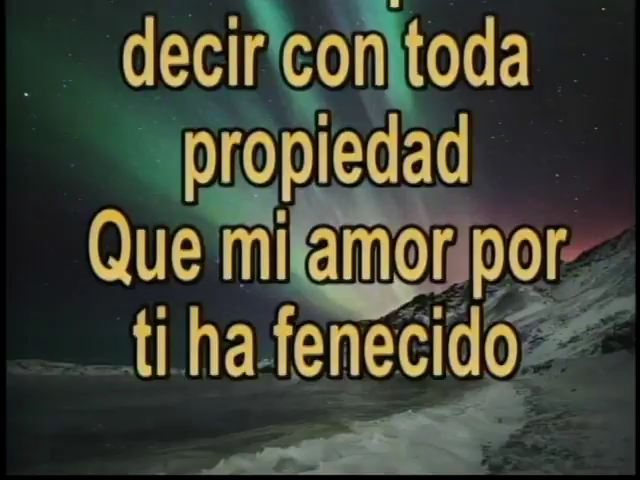 decir con toda
propiedad
Que mi amor por
ti ha fenecido